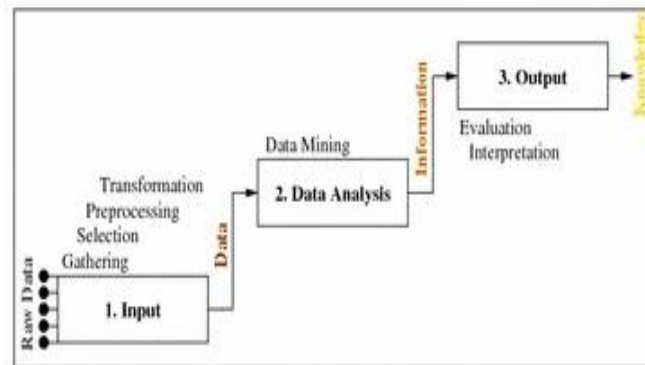 Raw Data
Transformation
Preprocessing
Selection
Gathering
1. Input
Data
Data Mining
2. Data Analysis
Information
3. Output
Evaluation
Interpretation
Knowledge